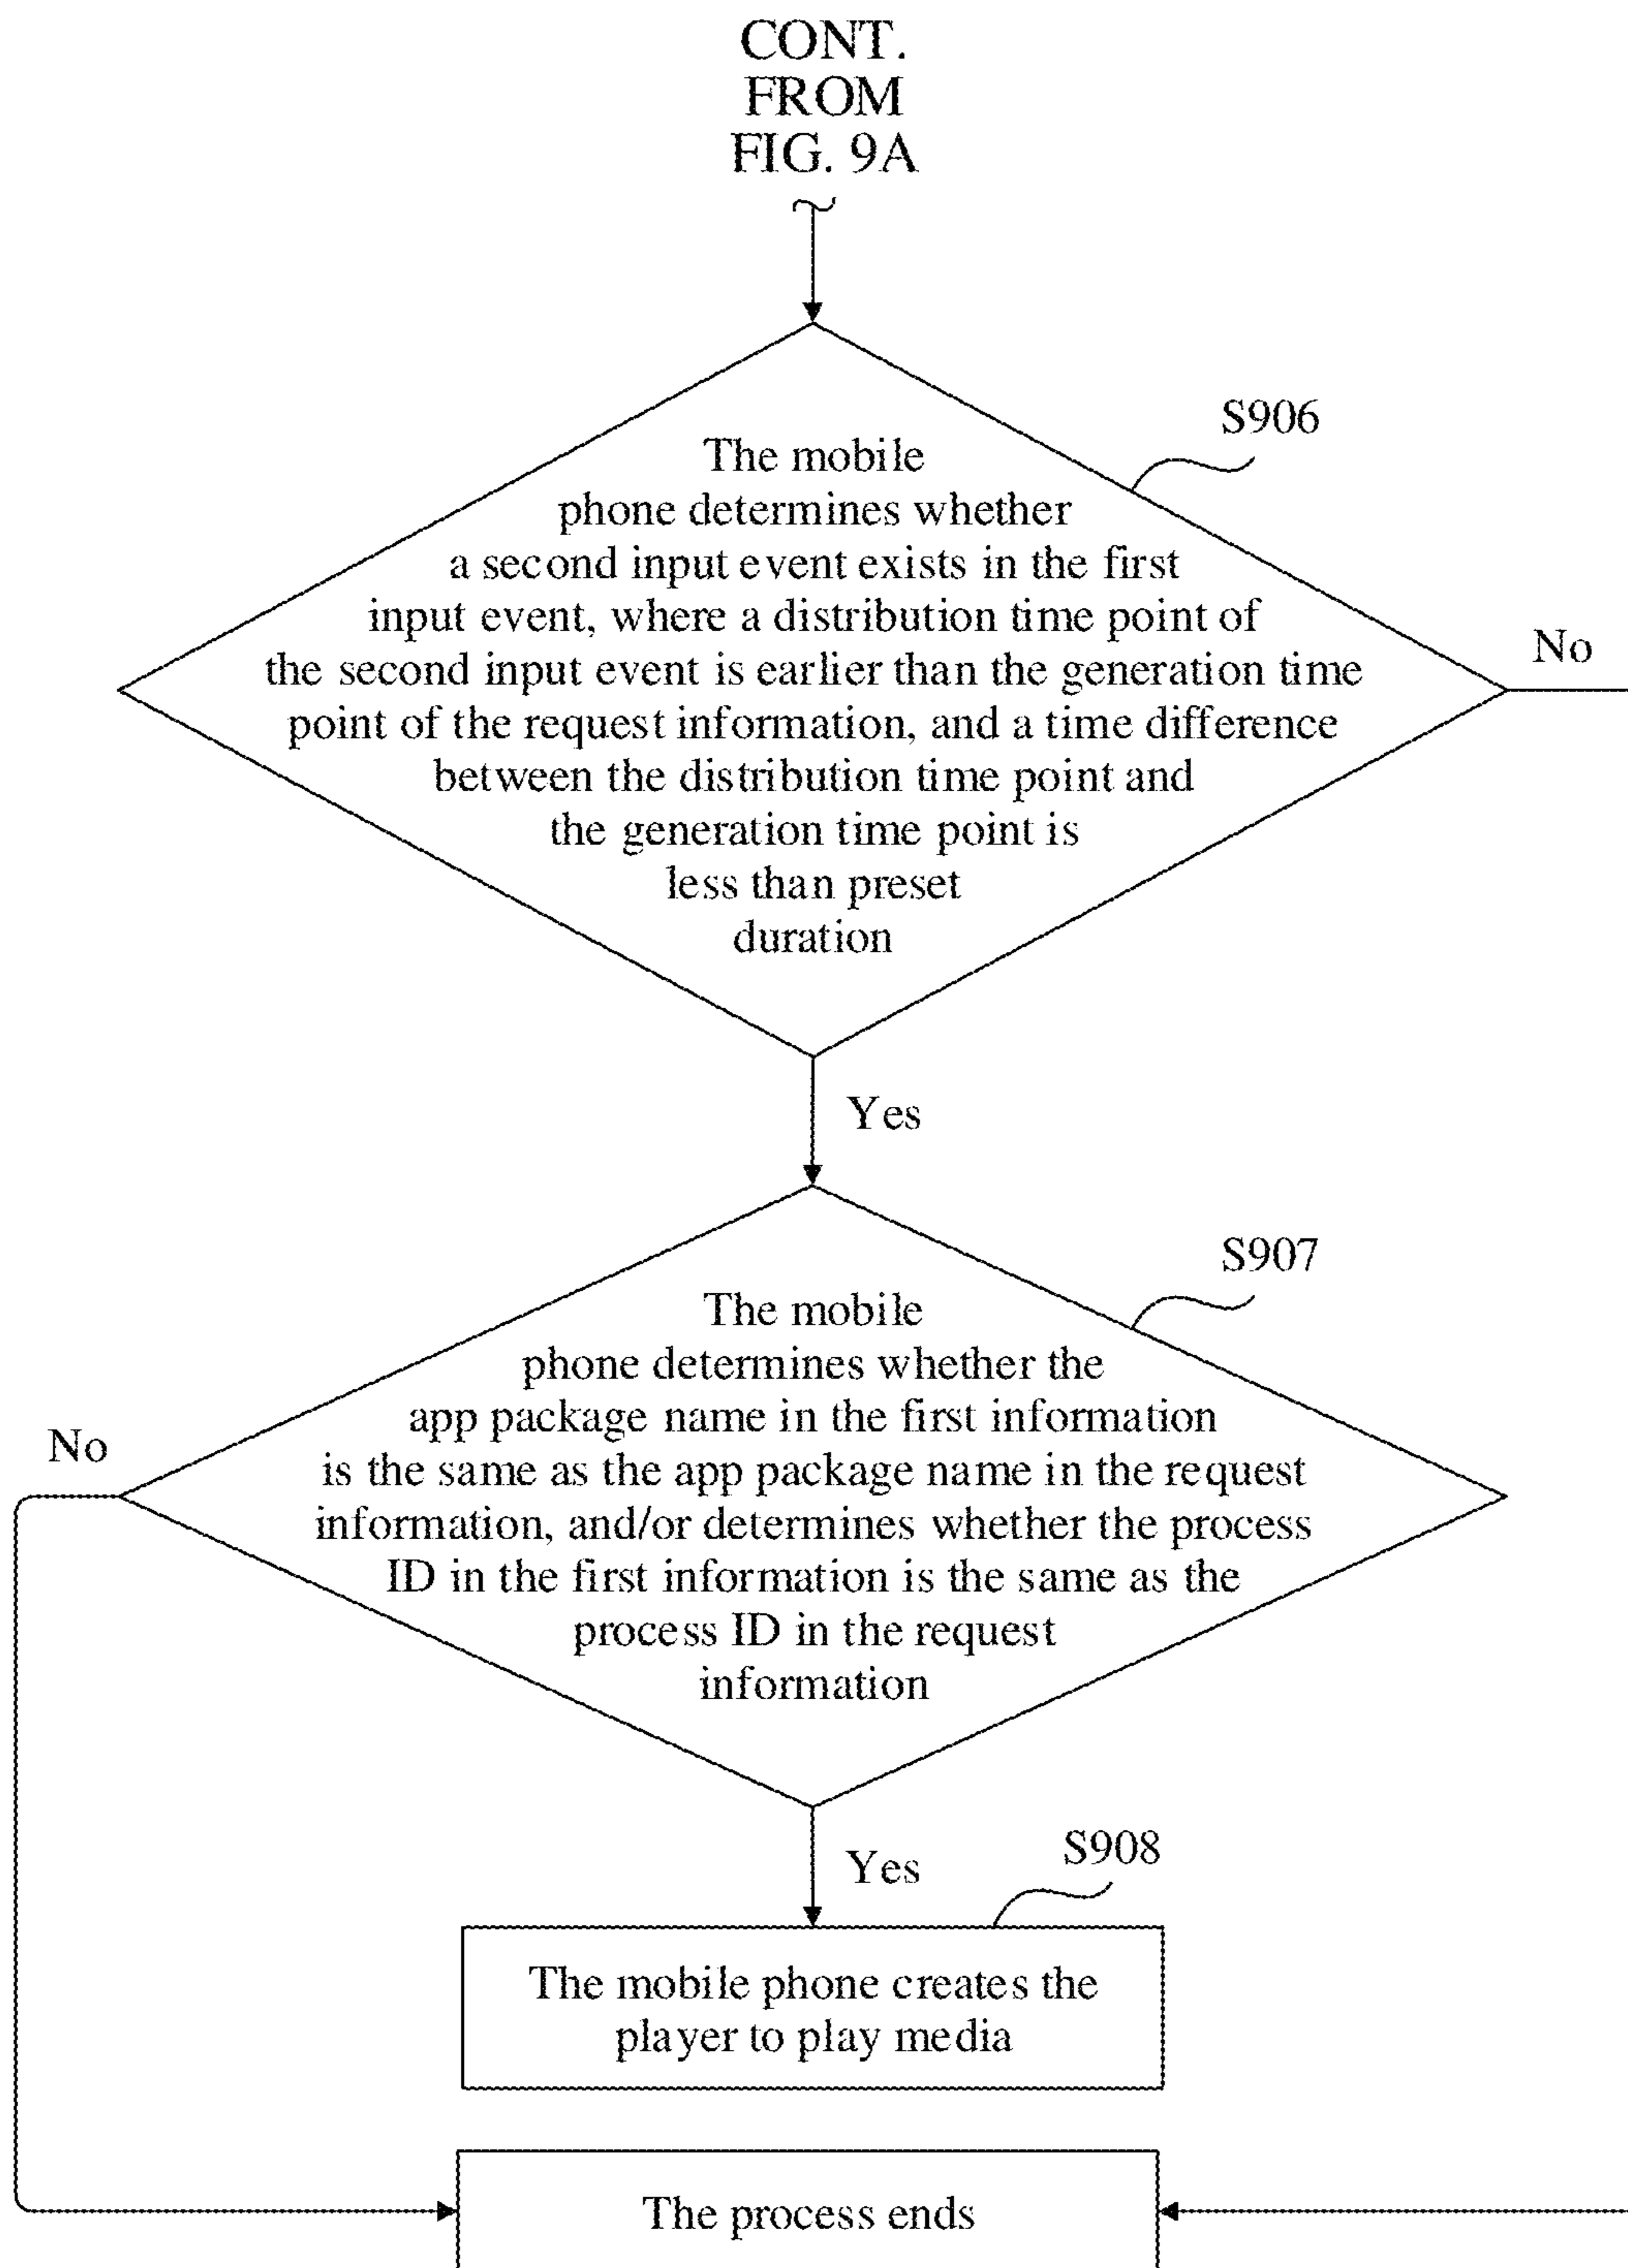 CONT.
FROM
FIG. 9A
S906
The mobile
phone determines whether
a second input event exists in the first
input event, where a distribution time point of
the second input event is earlier than the generation time
point of the request information, and a time difference
between the distribution time point and
the generation time point is
less than preset
duration
No
Yes
S907
The mobile
phone determines whether the
app package name in the first information
is the same as the app package name in the request
information, and/or determines whether the process
ID in the first information is the same as the
process ID in the request
information
No
Yes
S908
The mobile phone creates the
player to play media
The process ends